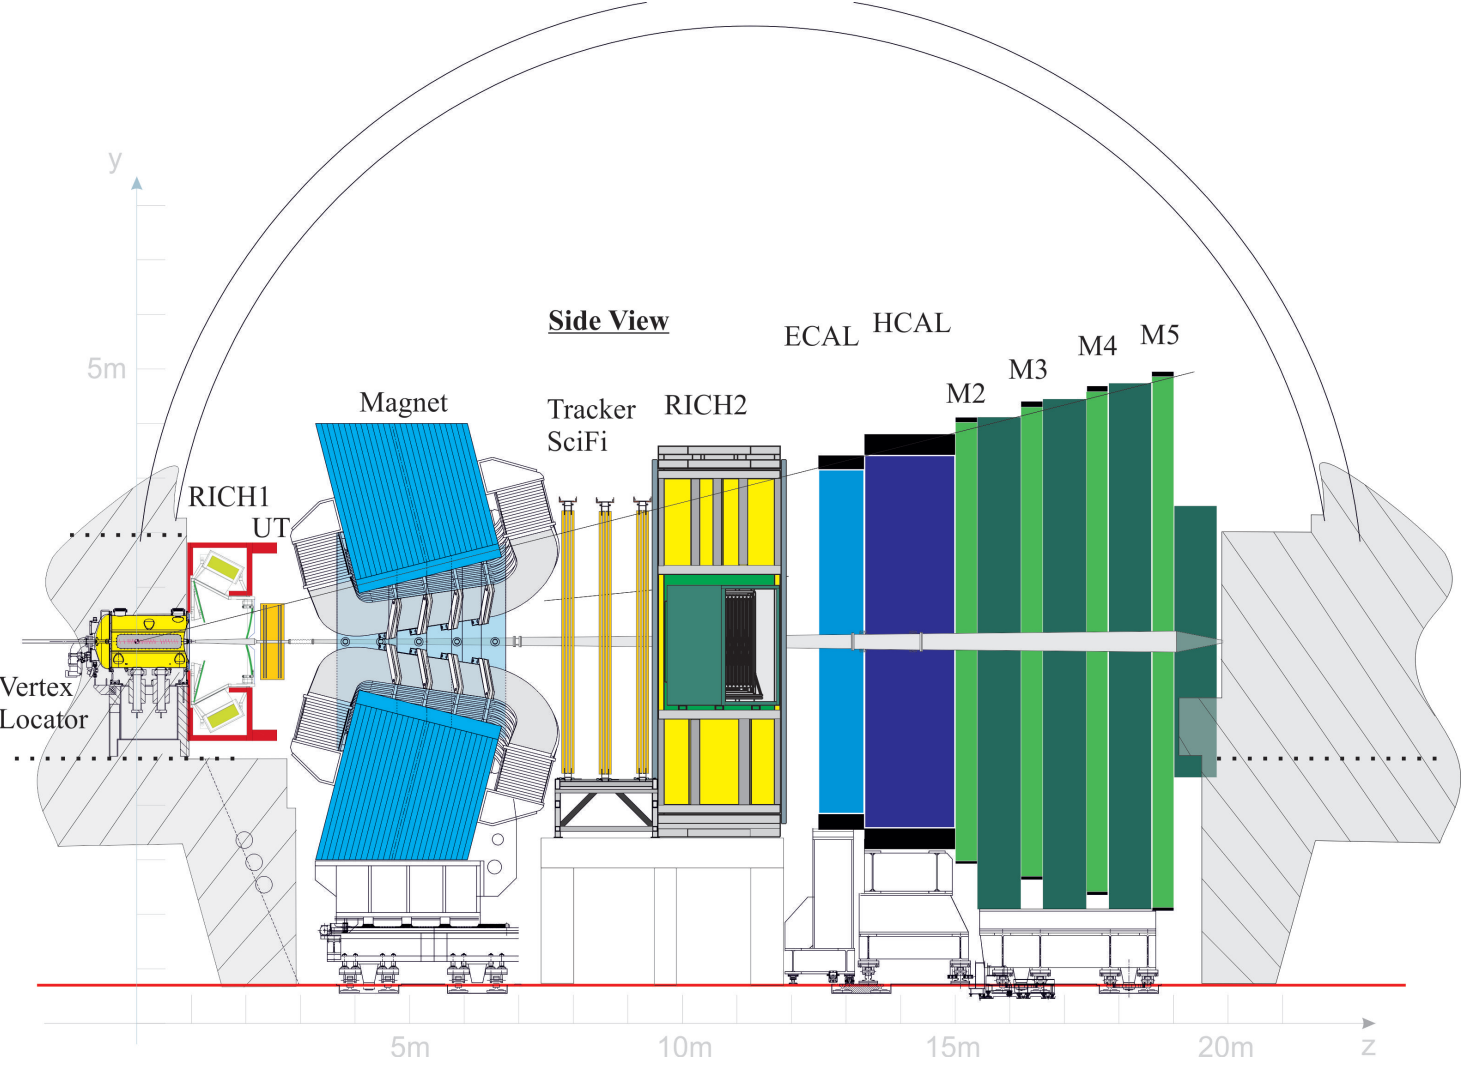 y
Side View
ECAL
HCAL
M5
M4
M3
5m
M2
Magnet
Tracker
SciFi
RICH2
RICH1
UT
Vertex
Locator
5m
10m
15m
20m
z